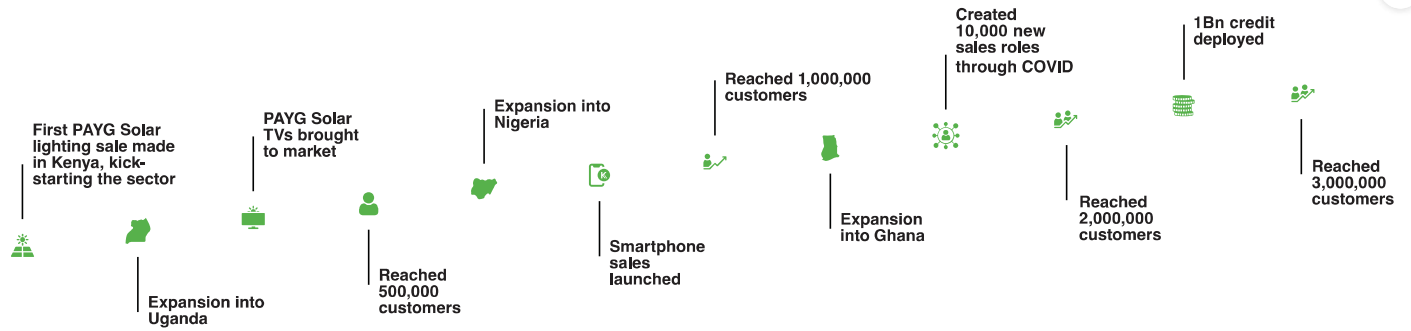 First PAYG Solar
lighting sale made
in Kenya, kick-
starting the sector
Expansion into
Uganda
PAYG Solar
TVs brought
to market
Reached
500,000
customers
Expansion into
Nigeria
K
Smartphone
sales
launched
Reached 1,000,000
customers
Expansion
into Ghana
Created
10,000 new
sales roles
through COVID
Reached
2,000,000
customers
1Bn credit
deployed
Reached
3,000,000
customers